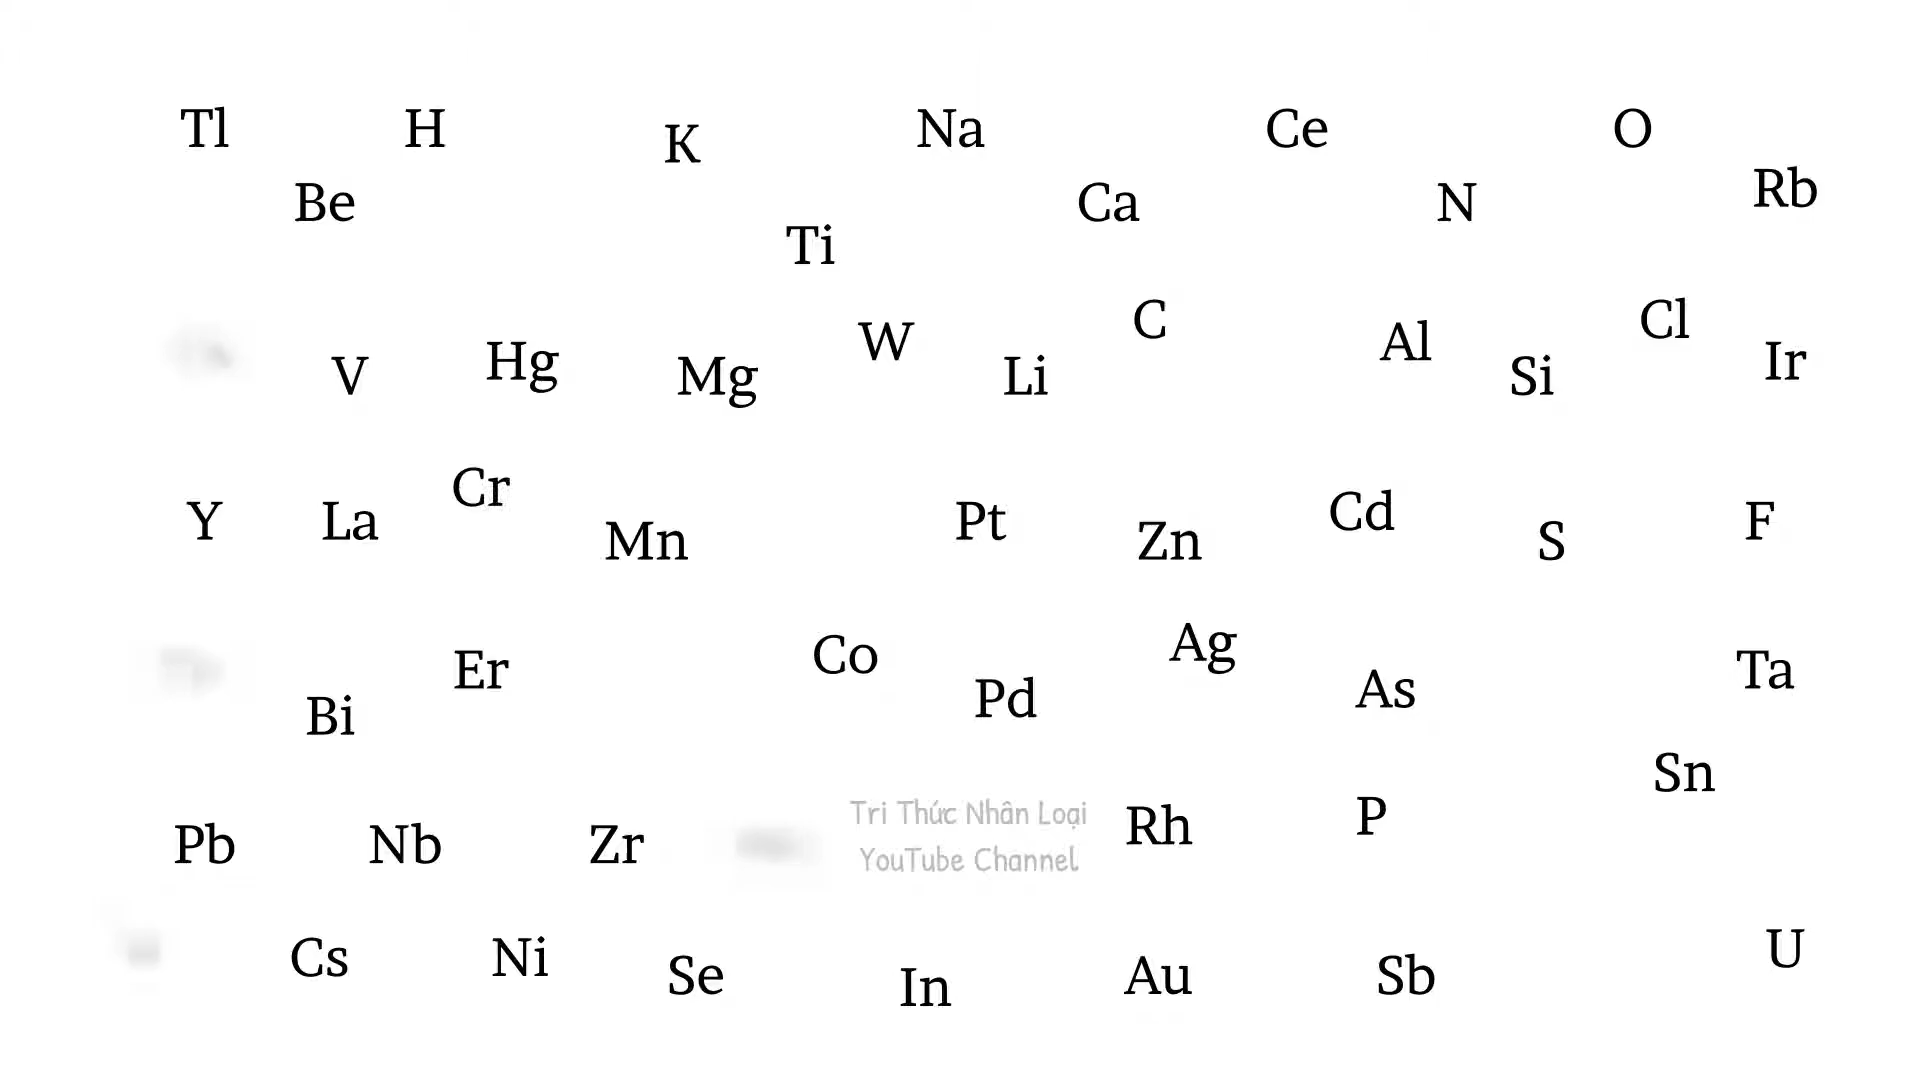 Tl H K Na Ce O
Be Ca N Rb
Ti
V Hg Mg W Li C Al Si Cl Ir
Y La Cr Mn Pt Zn Cd S F
Bi Er Co Pd Ag As Ta
Sn
Pb Nb Zr Rh P
Tri Thức Nhân Loại
YouTube Channel
Cs Ni Se In Au Sb U